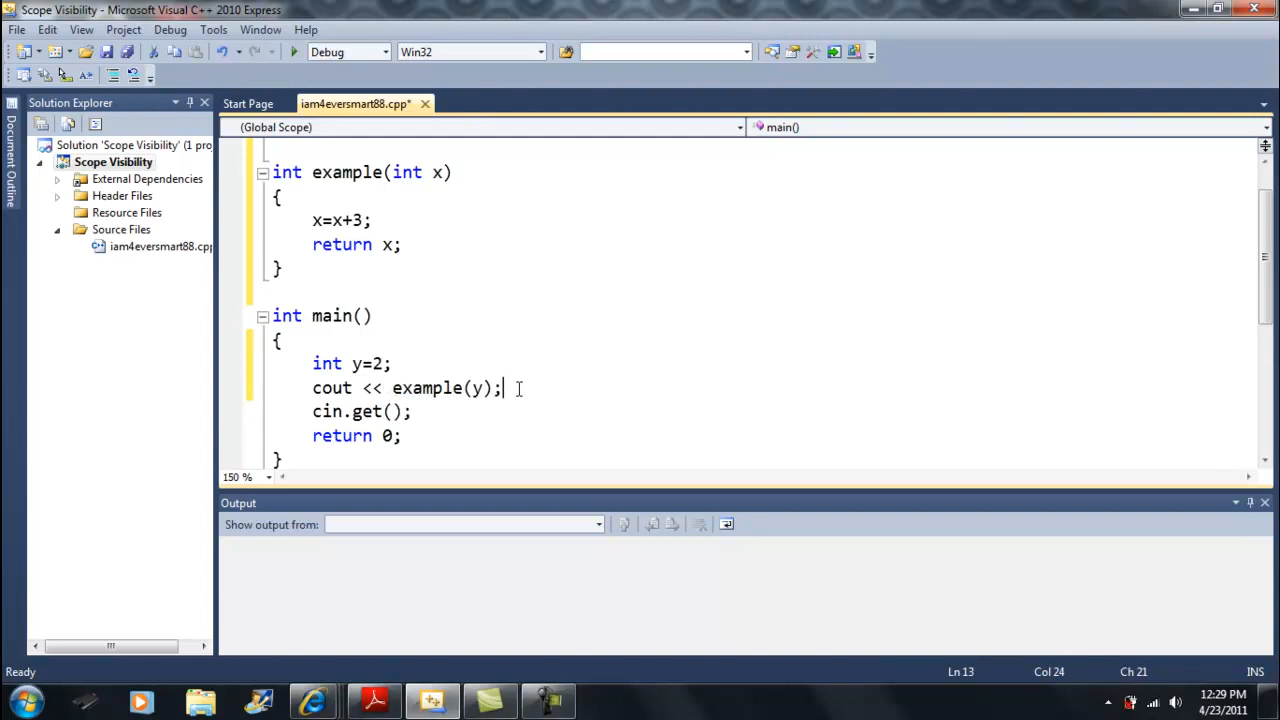 Scope Visibility - Microsoft Visual C++ 2010 Express
File Edit View Project Debug Tools Window Help
Debug Win32
Solution Explorer
Start Page iam4eversmart88.cpp*
(Global Scope) main()
Document Outline
Solution 'Scope Visibility' (1 proj
Scope Visibility
External Dependencies
Header Files
Resource Files
Source Files
iam4eversmart88.cpp
int example(int x)
{
x=x+3;
return x;
}
int main()
{
int y=2;
cout << example(y);
cin.get();
return 0;
}
150 %
Output
Show output from:
Ready Ln 13 Col 24 Ch 21 INS
12:29 PM
4/23/2011